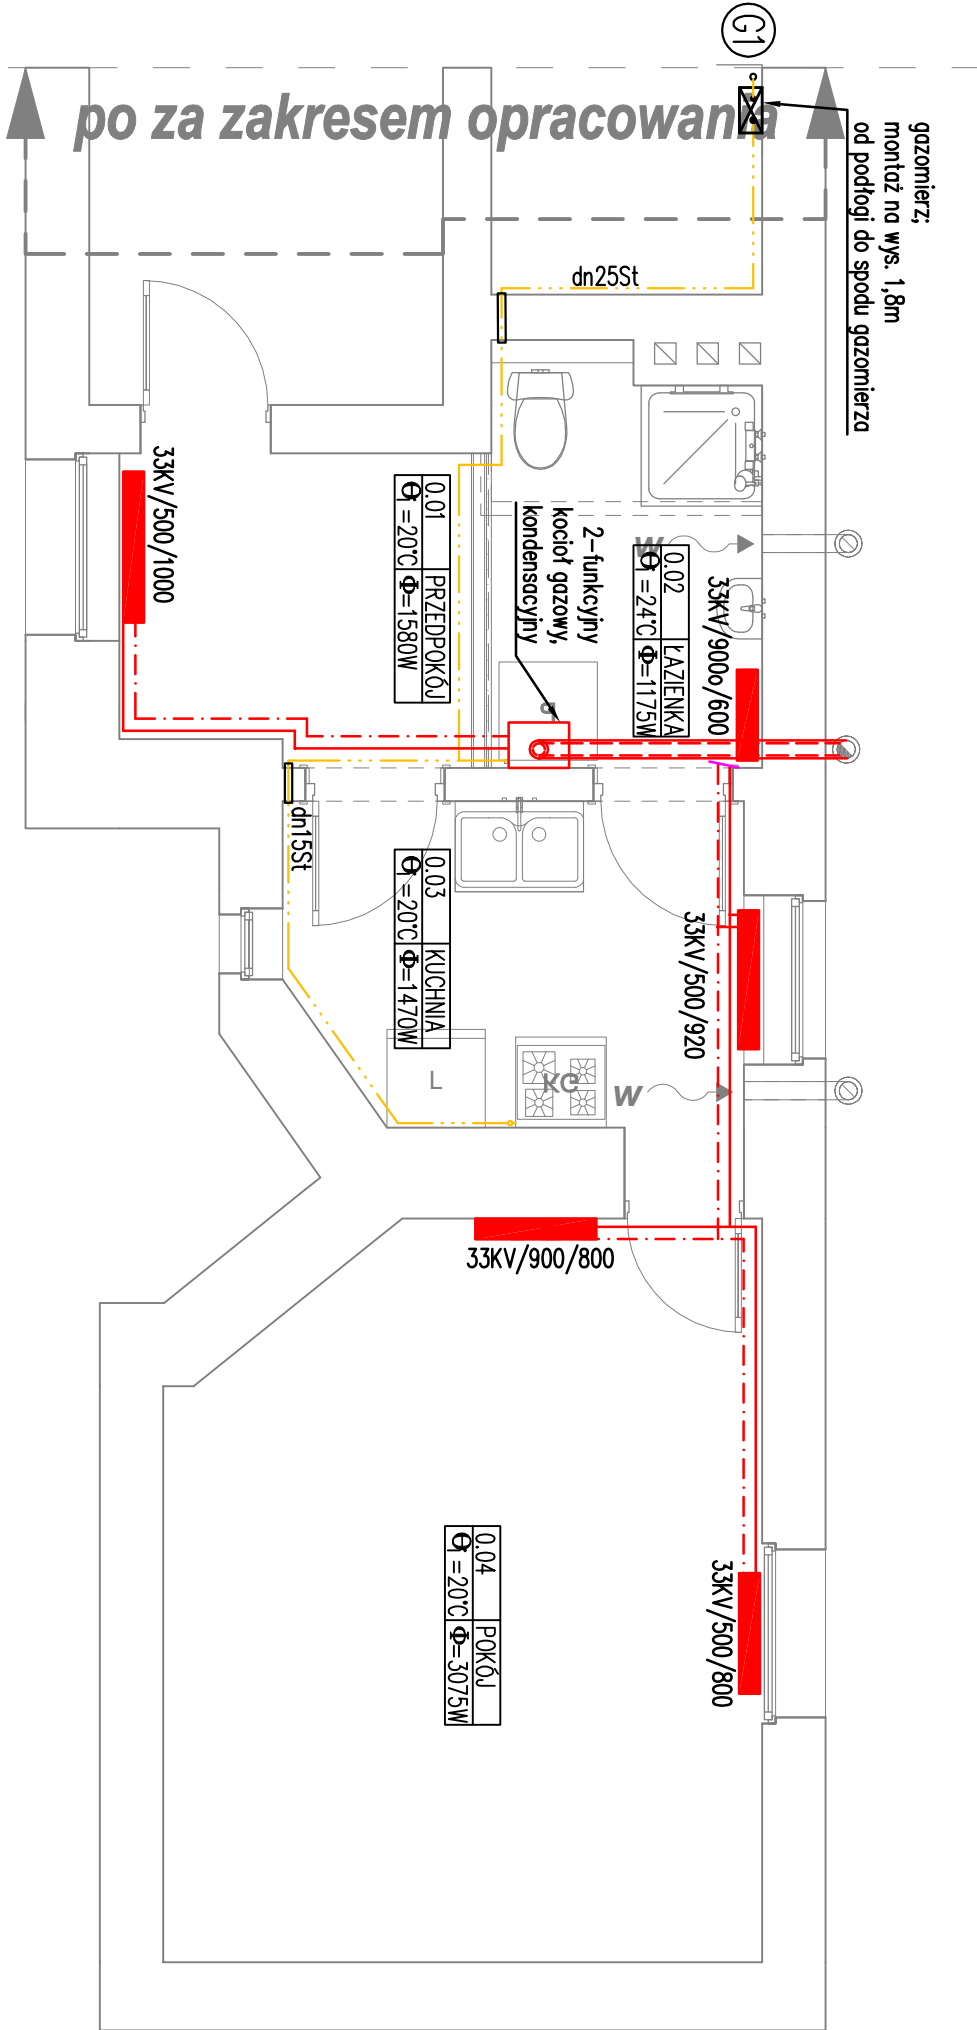 G1
po za zakresem opracowania
gazomierz;
montaż na wys. 1,8m
od podłogi do spodu gazomierza
dn25St
33KV/500/1000
0.01 PRZEDPOKÓJ
Θi=20°C Φ=1580W
2-funkcyjny
kocioł gazowy,
kondensacyjny
w
0.02 ŁAZIENKA
Θi=24°C Φ=1175W
33KV/900o/600
P
dn15St
0.03 KUCHNIA
Θi=20°C Φ=1470W
33KV/500/920
L
KG
w
33KV/900/800
0.04 POKÓJ
Θi=20°C Φ=3075W
33KV/500/800